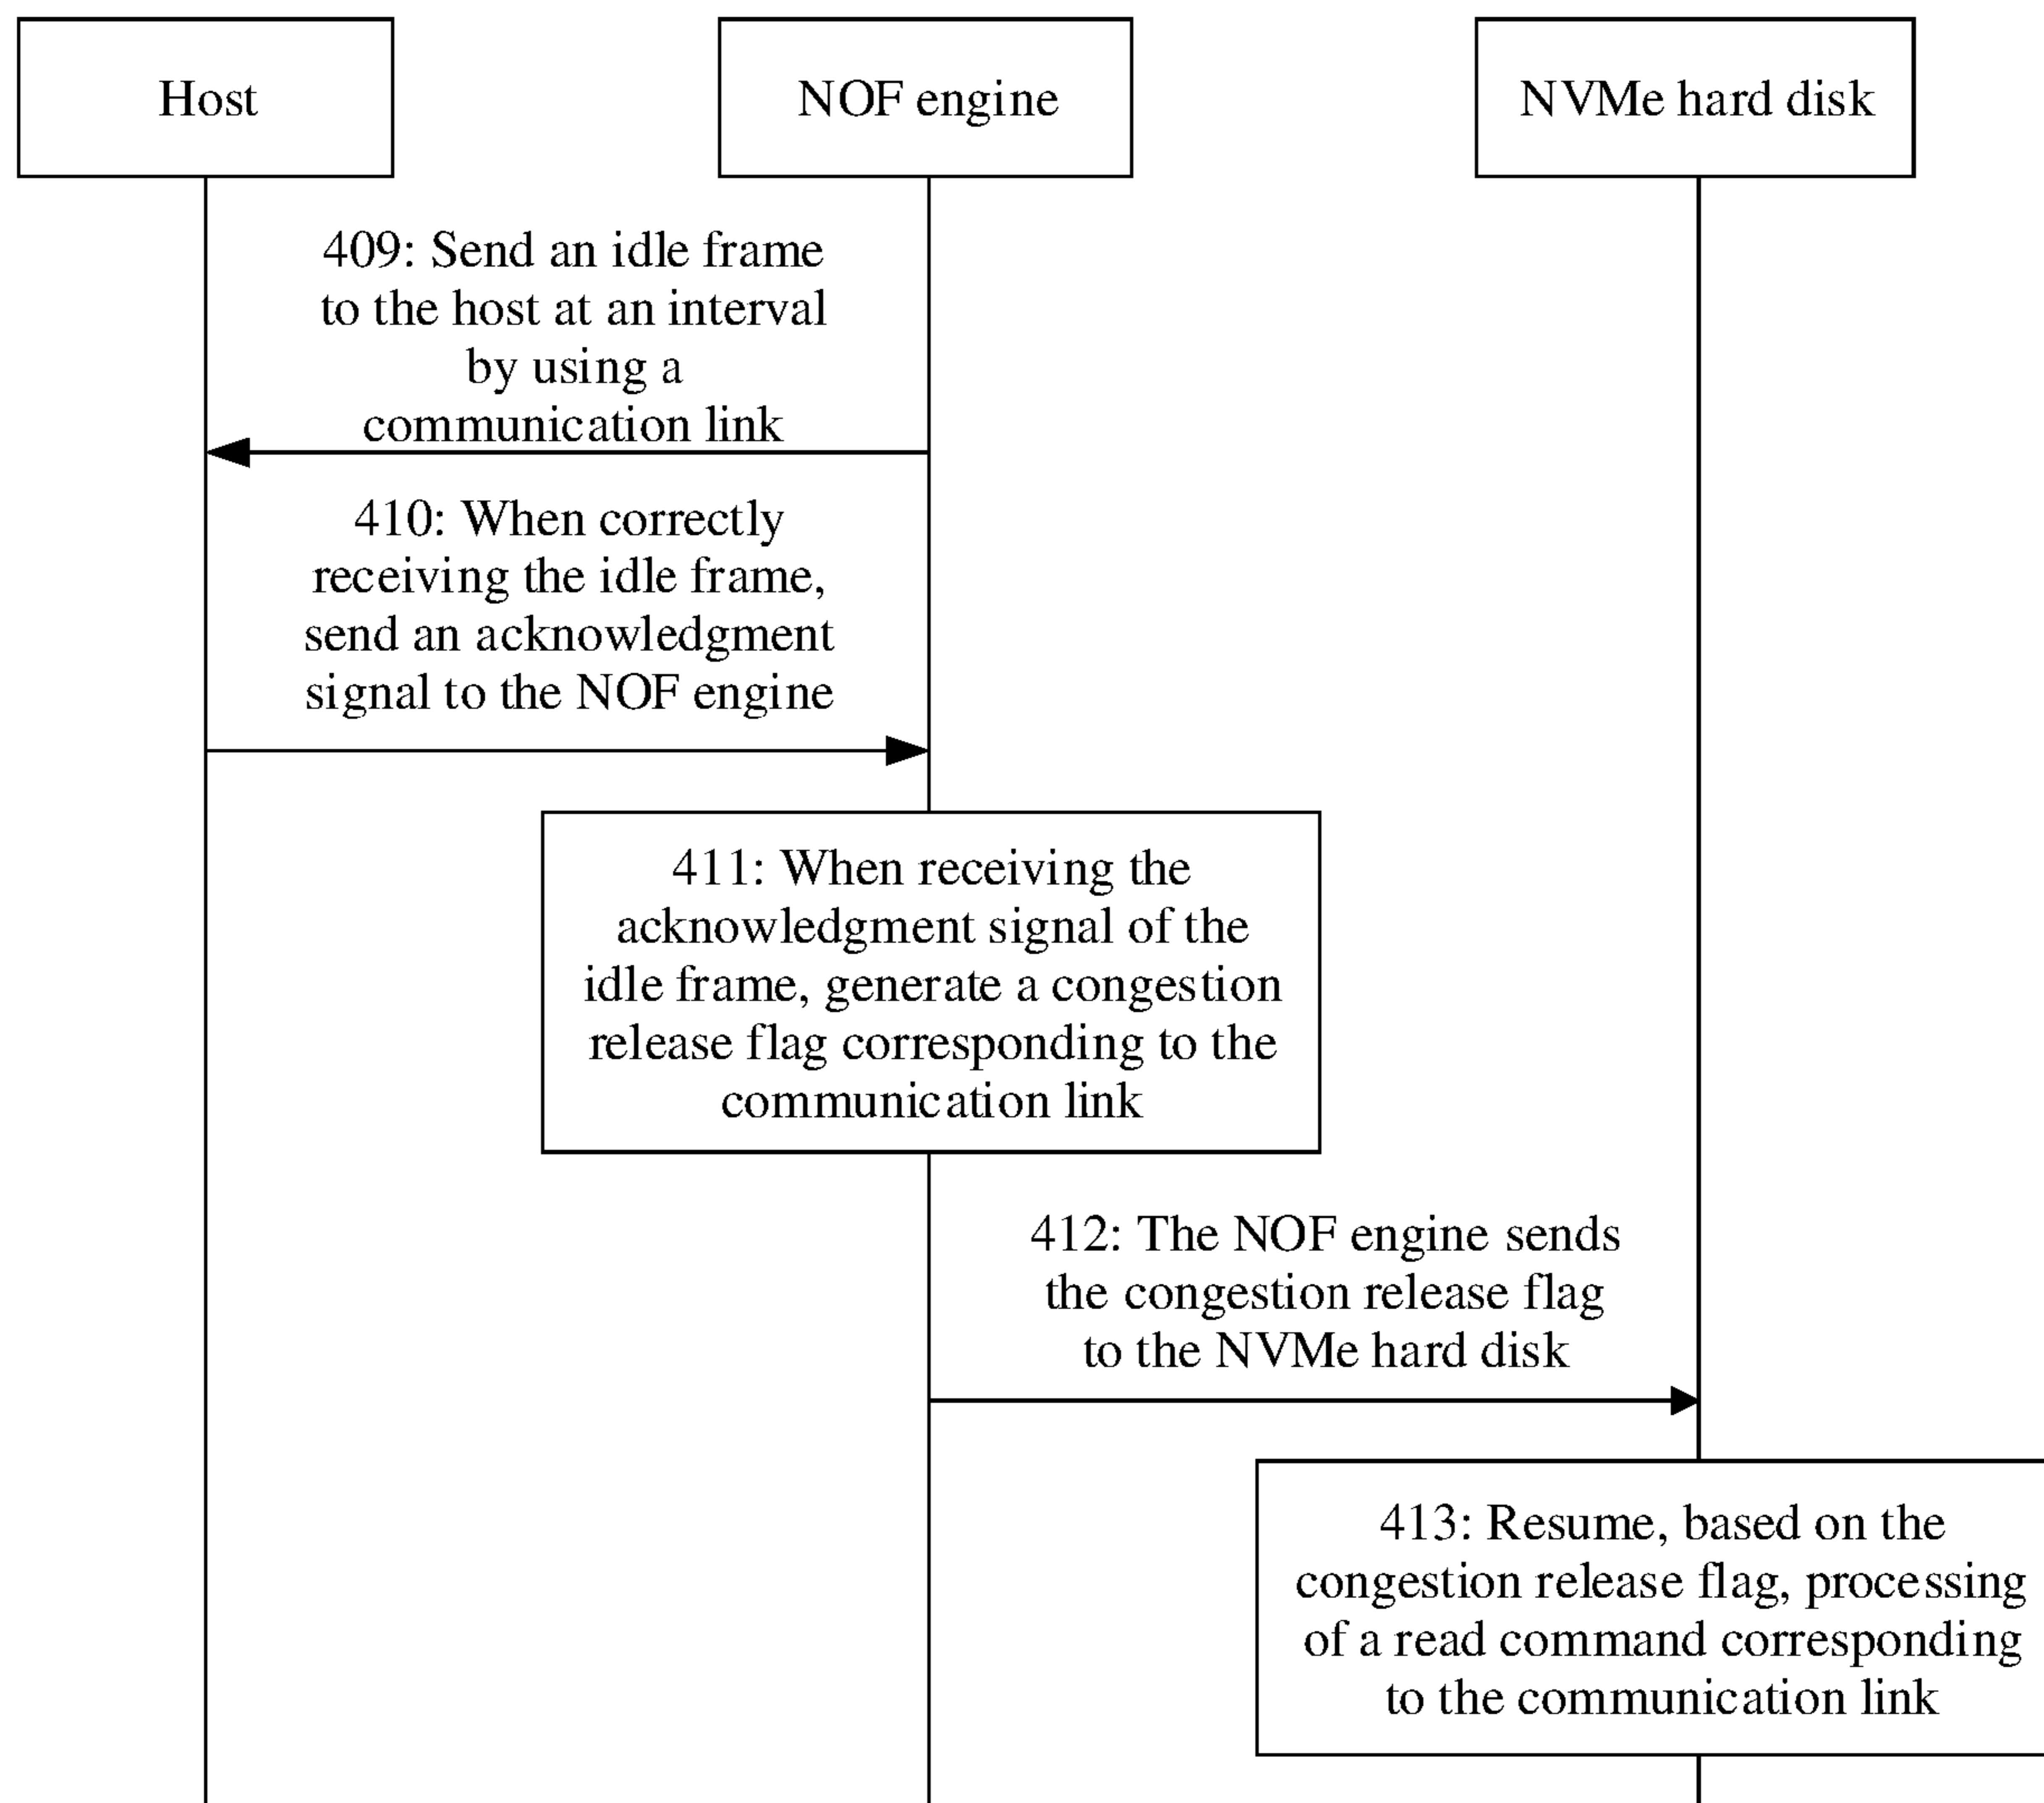 Host
NOF engine
NVMe hard disk
409: Send an idle frame
to the host at an interval
by using a
communication link
410: When correctly
receiving the idle frame,
send an acknowledgment
signal to the NOF engine
411: When receiving the
acknowledgment signal of the
idle frame, generate a congestion
release flag corresponding to the
communication link
412: The NOF engine sends
the congestion release flag
to the NVMe hard disk
413: Resume, based on the
congestion release flag, processing
of a read command corresponding
to the communication link